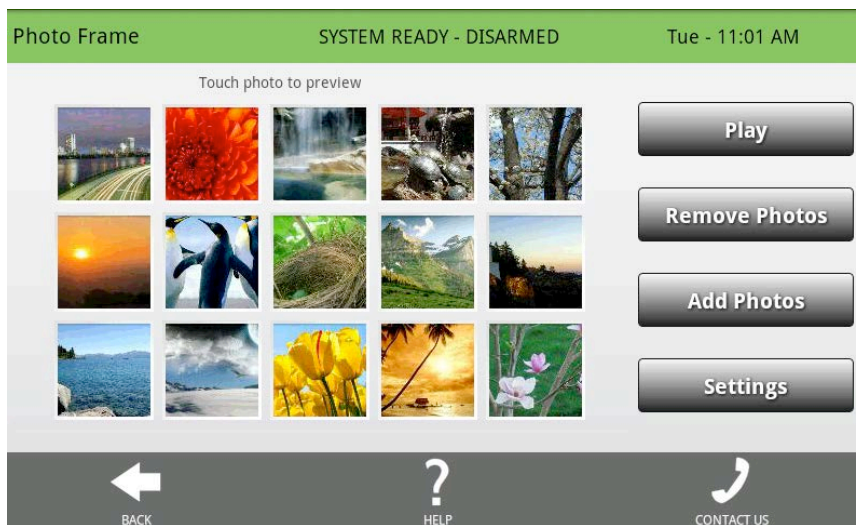 Photo Frame
SYSTEM READY - DISARMED
Tue - 11:01 AM
Touch photo to preview
Play
Remove Photos
Add Photos
Settings
BACK
HELP
CONTACT US